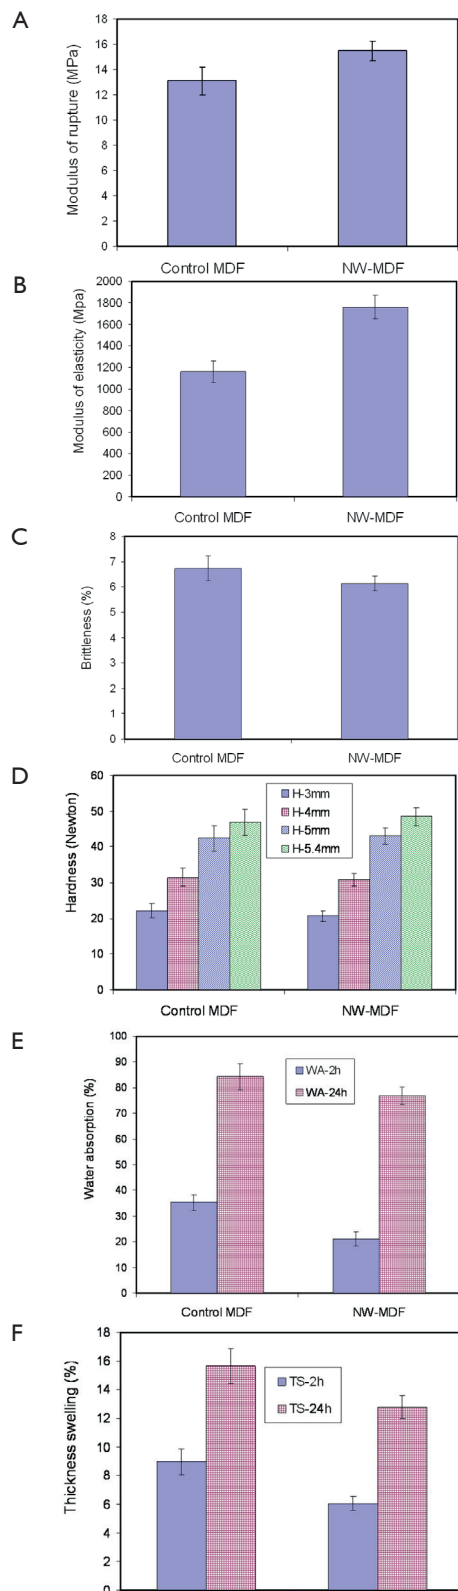 A
Modulus of rupture (MPa)
18
16
14
12
10
8
6
4
2
0
Control MDF NW-MDF
B
Modulus of elasticity (Mpa)
2000
1800
1600
1400
1200
1000
800
600
400
200
0
Control MDF NW-MDF
C
Brittleness (%)
8
7
6
5
4
3
2
1
0
Control MDF NW-MDF
D
Hardness (Newton)
60
50
40
30
20
10
0
H-3mm
H-4mm
H-5mm
H-5.4mm
Control MDF NW-MDF
E
Water absorption (%)
100
90
80
70
60
50
40
30
20
10
0
WA-2h
WA-24h
Control MDF NW-MDF
F
Thickness swelling (%)
18
16
14
12
10
8
6
4
2
0
TS-2h
TS-24h